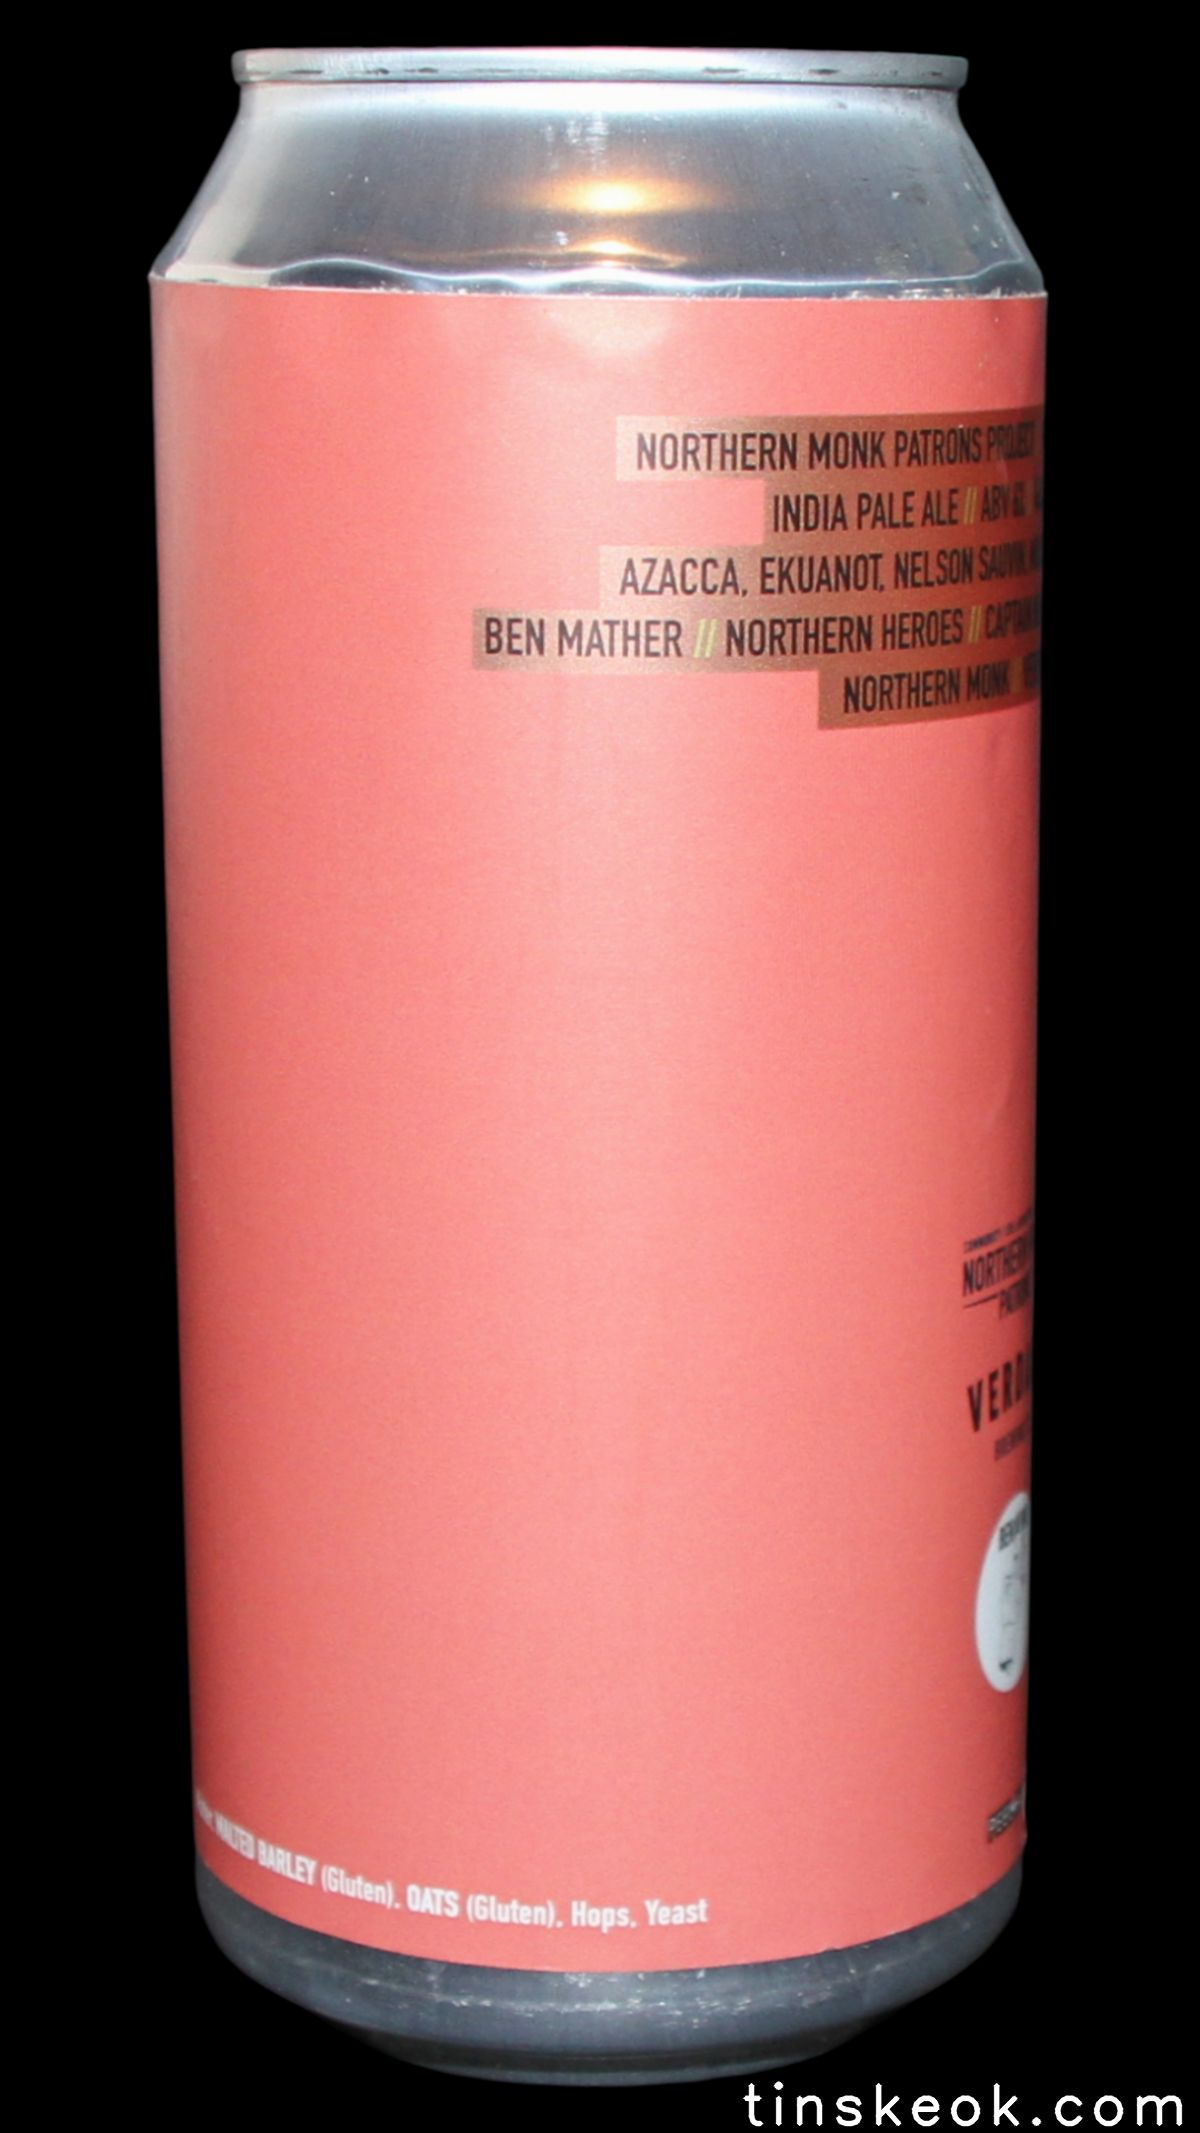 NORTHERN MONK PATRONS PROJECT
INDIA PALE ALE // ABV
AZACCA, EKUANOT, NELSON SAUVIN,
BEN MATHER // NORTHERN HEROES // CAPTAIN
NORTHERN MONK
NORTHERN
VERDA
MALTED BARLEY (Gluten). OATS (Gluten). Hops. Yeast
tinskeok.com